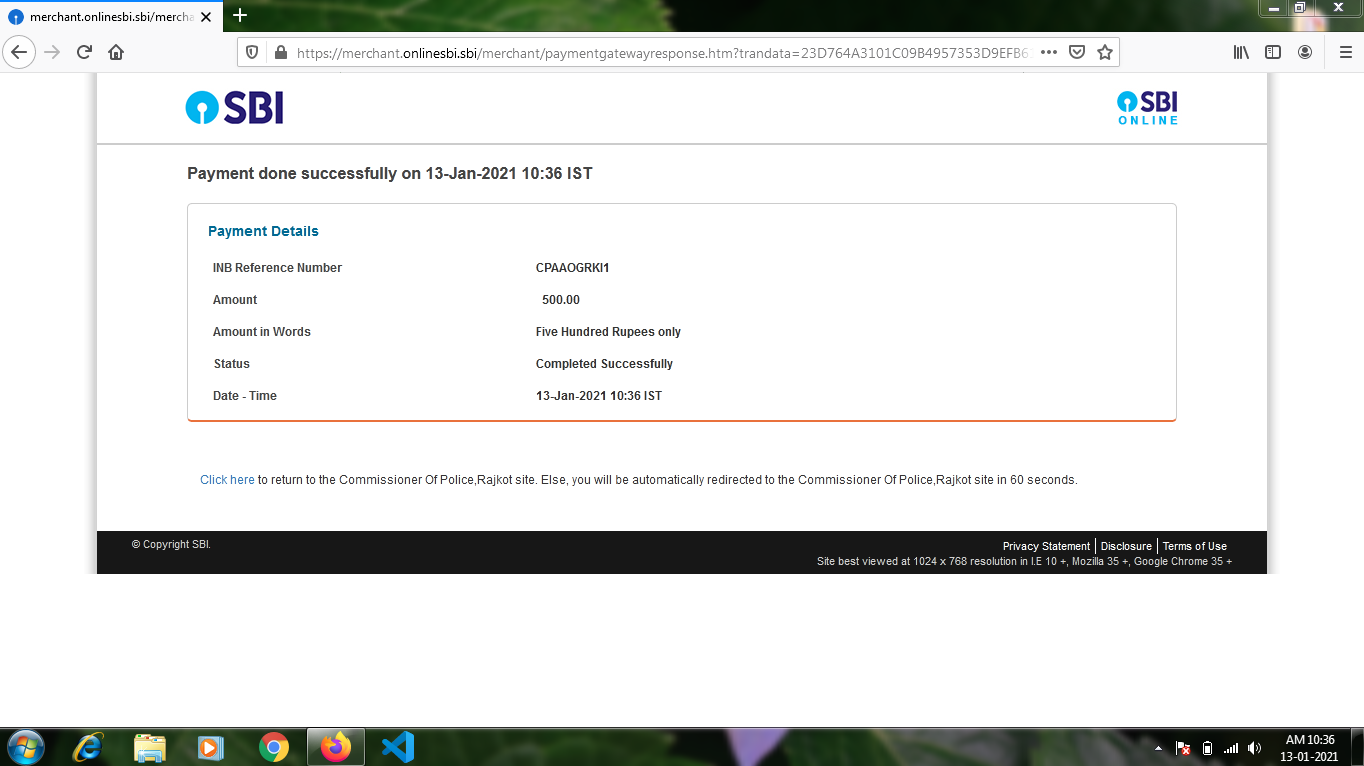 merchant.onlinesbi.sbi/mercha
https://merchant.onlinesbi.sbi/merchant/paymentgatewayresponse.htm?trandata=23D764A3101C09B4957353D9EFB6
SBI
SBI
ONLINE
Payment done successfully on 13-Jan-2021 10:36 IST
Payment Details
INB Reference Number CPAAOGRKI1
Amount 500.00
Amount in Words Five Hundred Rupees only
Status Completed Successfully
Date - Time 13-Jan-2021 10:36 IST
Click here to return to the Commissioner Of Police,Rajkot site. Else, you will be automatically redirected to the Commissioner Of Police,Rajkot site in 60 seconds.
© Copyright SBI.
Privacy Statement | Disclosure | Terms of Use
Site best viewed at 1024 x 768 resolution in I.E 10 +, Mozilla 35 +, Google Chrome 35 +
AM 10:36
13-01-2021